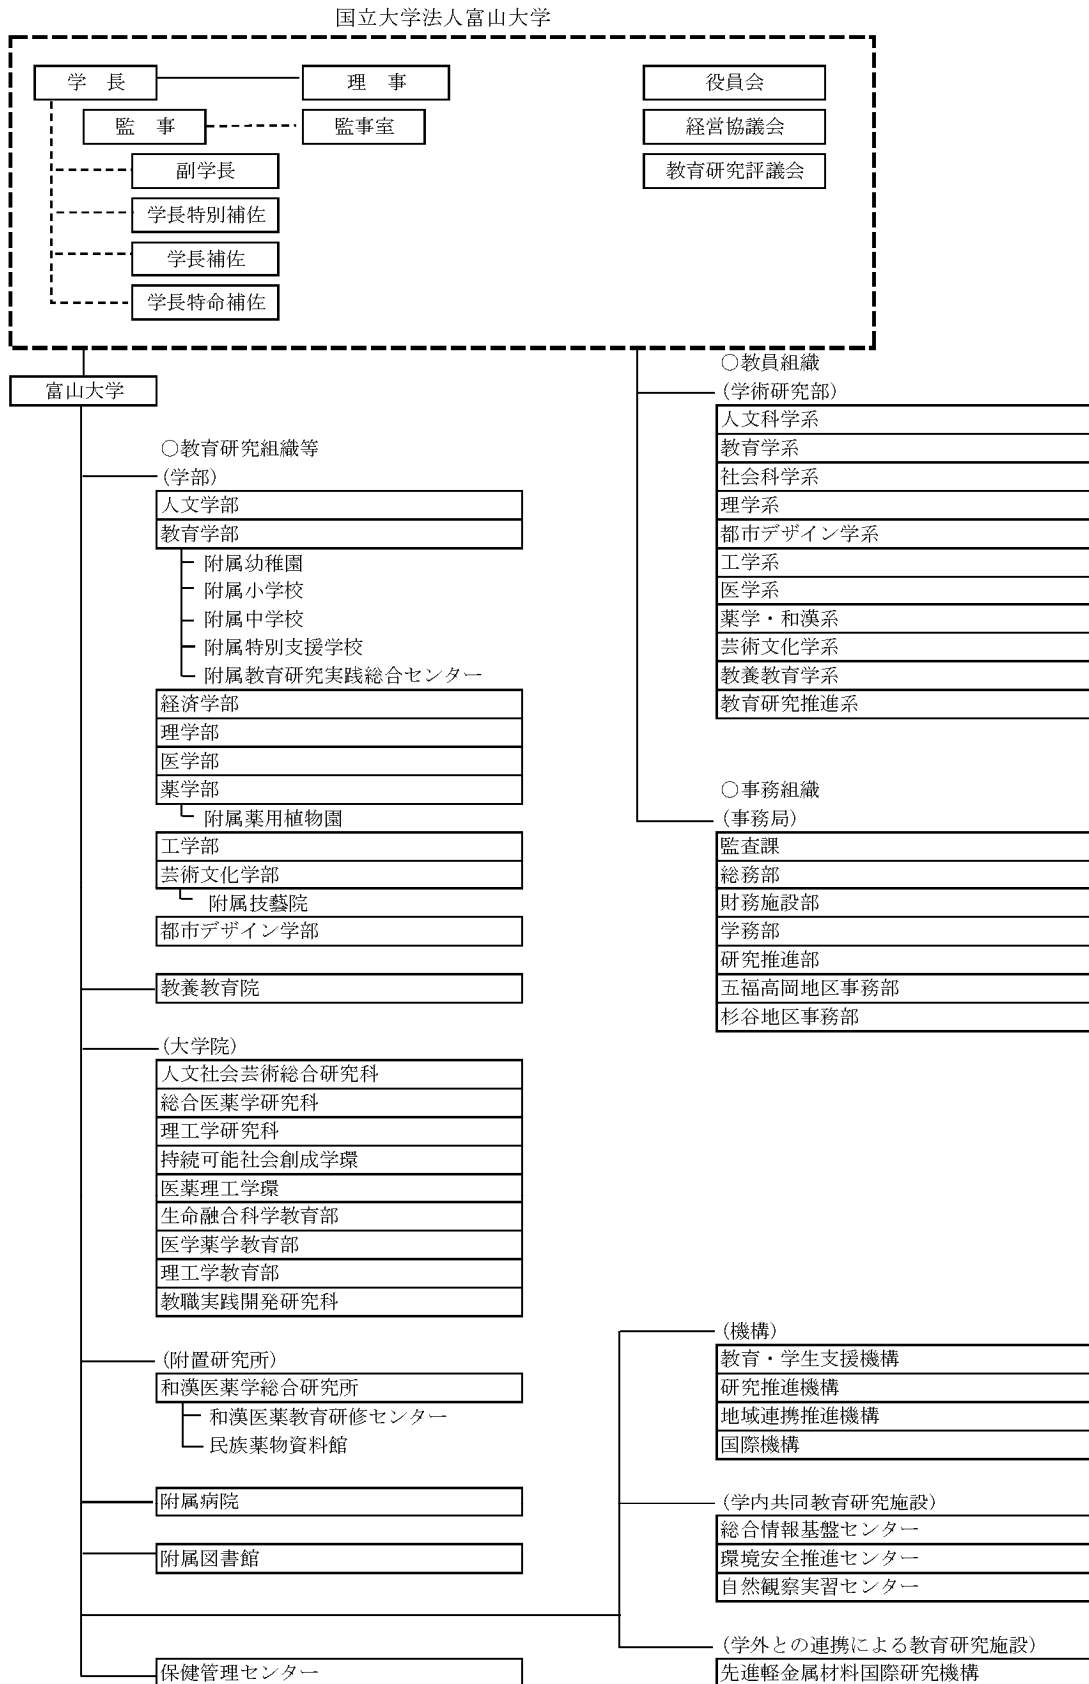 国立大学法人富山大学
学　長
理　事
役員会
監　事
監事室
経営協議会
副学長
教育研究評議会
学長特別補佐
学長補佐
学長特命補佐
富山大学
○教育研究組織等
(学部)
人文学部
教育学部
附属幼稚園
附属小学校
附属中学校
附属特別支援学校
附属教育研究実践総合センター
経済学部
理学部
医学部
薬学部
附属薬用植物園
工学部
芸術文化学部
附属技藝院
都市デザイン学部
教養教育院
(大学院)
人文社会芸術総合研究科
総合医薬学研究科
理工学研究科
持続可能社会創成学環
医薬理工学環
生命融合科学教育部
医学薬学教育部
理工学教育部
教職実践開発研究科
(附置研究所)
和漢医薬学総合研究所
和漢医薬教育研修センター
民族薬物資料館
附属病院
附属図書館
保健管理センター
○教員組織
(学術研究部)
人文科学系
教育学系
社会科学系
理学系
都市デザイン学系
工学系
医学系
薬学・和漢系
芸術文化学系
教養教育学系
教育研究推進系
○事務組織
(事務局)
監査課
総務部
財務施設部
学務部
研究推進部
五福高岡地区事務部
杉谷地区事務部
(機構)
教育・学生支援機構
研究推進機構
地域連携推進機構
国際機構
(学内共同教育研究施設)
総合情報基盤センター
環境安全推進センター
自然観察実習センター
(学外との連携による教育研究施設)
先進軽金属材料国際研究機構